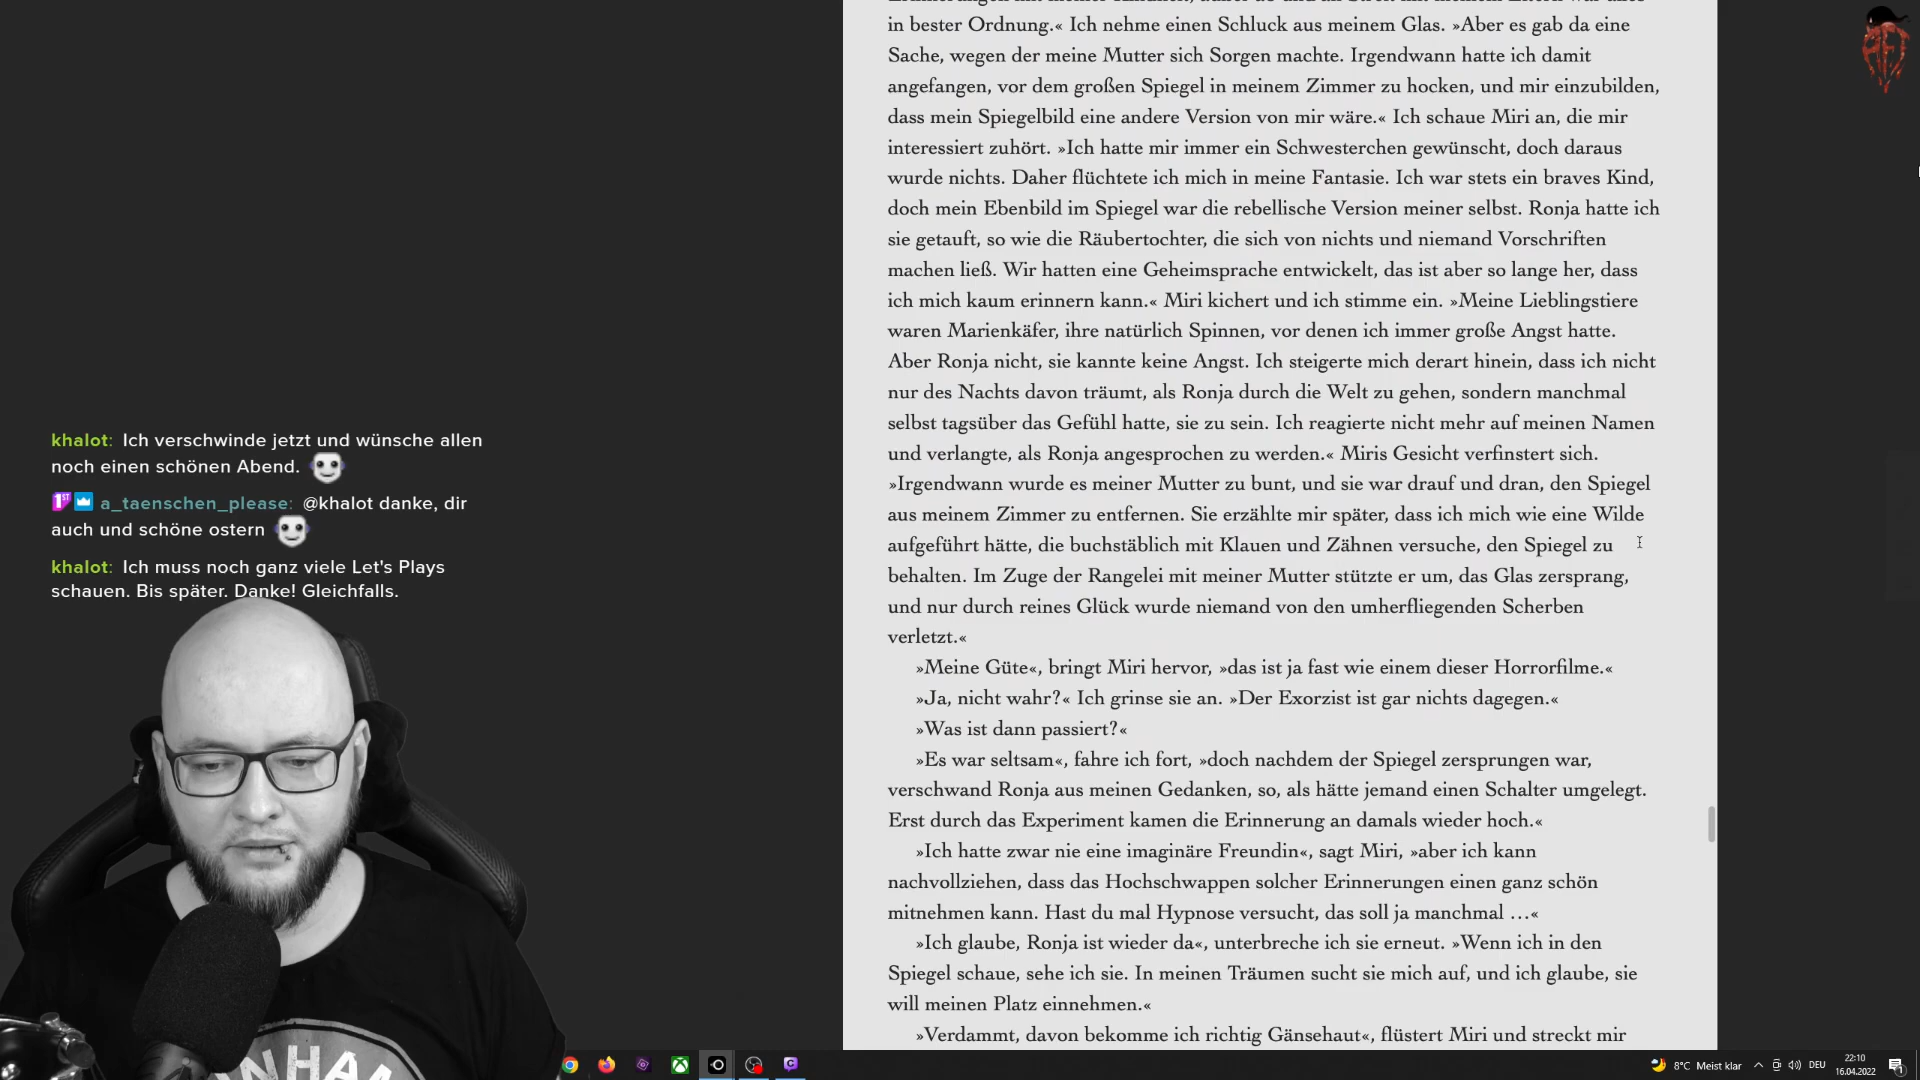 in bester Ordnung.« Ich nehme einen Schluck aus meinem Glas. »Aber es gab da eine
Sache, wegen der meine Mutter sich Sorgen machte. Irgendwann hatte ich damit
angefangen, vor dem großen Spiegel in meinem Zimmer zu hocken, und mir einzubilden,
dass mein Spiegelbild eine andere Version von mir wäre.« Ich schaue Miri an, die mir
interessiert zuhört. »Ich hatte mir immer ein Schwesterchen gewünscht, doch daraus
wurde nichts. Daher flüchtete ich mich in meine Fantasie. Ich war stets ein braves Kind,
doch mein Ebenbild im Spiegel war die rebellische Version meiner selbst. Ronja hatte ich
sie getauft, so wie die Räubertochter, die sich von nichts und niemand Vorschriften
machen ließ. Wir hatten eine Geheimsprache entwickelt, das ist aber so lange her, dass
ich mich kaum erinnern kann.« Miri kichert und ich stimme ein. »Meine Lieblingstiere
waren Marienkäfer, ihre natürlich Spinnen, vor denen ich immer große Angst hatte.
Aber Ronja nicht, sie kannte keine Angst. Ich steigerte mich derart hinein, dass ich nicht
nur des Nachts davon träumt, als Ronja durch die Welt zu gehen, sondern manchmal
selbst tagsüber das Gefühl hatte, sie zu sein. Ich reagierte nicht mehr auf meinen Namen
und verlangte, als Ronja angesprochen zu werden.« Miris Gesicht verfinstert sich.
»Irgendwann wurde es meiner Mutter zu bunt, und sie war drauf und dran, den Spiegel
aus meinem Zimmer zu entfernen. Sie erzählte mir später, dass ich mich wie eine Wilde
aufgeführt hätte, die buchstäblich mit Klauen und Zähnen versuche, den Spiegel zu
behalten. Im Zuge der Rangelei mit meiner Mutter stützte er um, das Glas zersprang,
und nur durch reines Glück wurde niemand von den umherfliegenden Scherben
verletzt.«
»Meine Güte«, bringt Miri hervor, »das ist ja fast wie einem dieser Horrorfilme.«
»Ja, nicht wahr?« Ich grinse sie an. »Der Exorzist ist gar nichts dagegen.«
»Was ist dann passiert?«
»Es war seltsam«, fahre ich fort, »doch nachdem der Spiegel zersprungen war,
verschwand Ronja aus meinen Gedanken, so, als hätte jemand einen Schalter umgelegt.
Erst durch das Experiment kamen die Erinnerung an damals wieder hoch.«
»Ich hatte zwar nie eine imaginäre Freundin«, sagt Miri, »aber ich kann
nachvollziehen, dass das Hochschwappen solcher Erinnerungen einen ganz schön
mitnehmen kann. Hast du mal Hypnose versucht, das soll ja manchmal …«
»Ich glaube, Ronja ist wieder da«, unterbreche ich sie erneut. »Wenn ich in den
Spiegel schaue, sehe ich sie. In meinen Träumen sucht sie mich auf, und ich glaube, sie
will meinen Platz einnehmen.«
»Verdammt, davon bekomme ich richtig Gänsehaut«, flüstert Miri und streckt mir
khalot: Ich verschwinde jetzt und wünsche allen
noch einen schönen Abend.
1ST a_taenschen_please: @khalot danke, dir
auch und schöne ostern
khalot: Ich muss noch ganz viele Let's Plays
schauen. Bis später. Danke! Gleichfalls.
8°C Meist klar DEU 22:10
16.04.2022